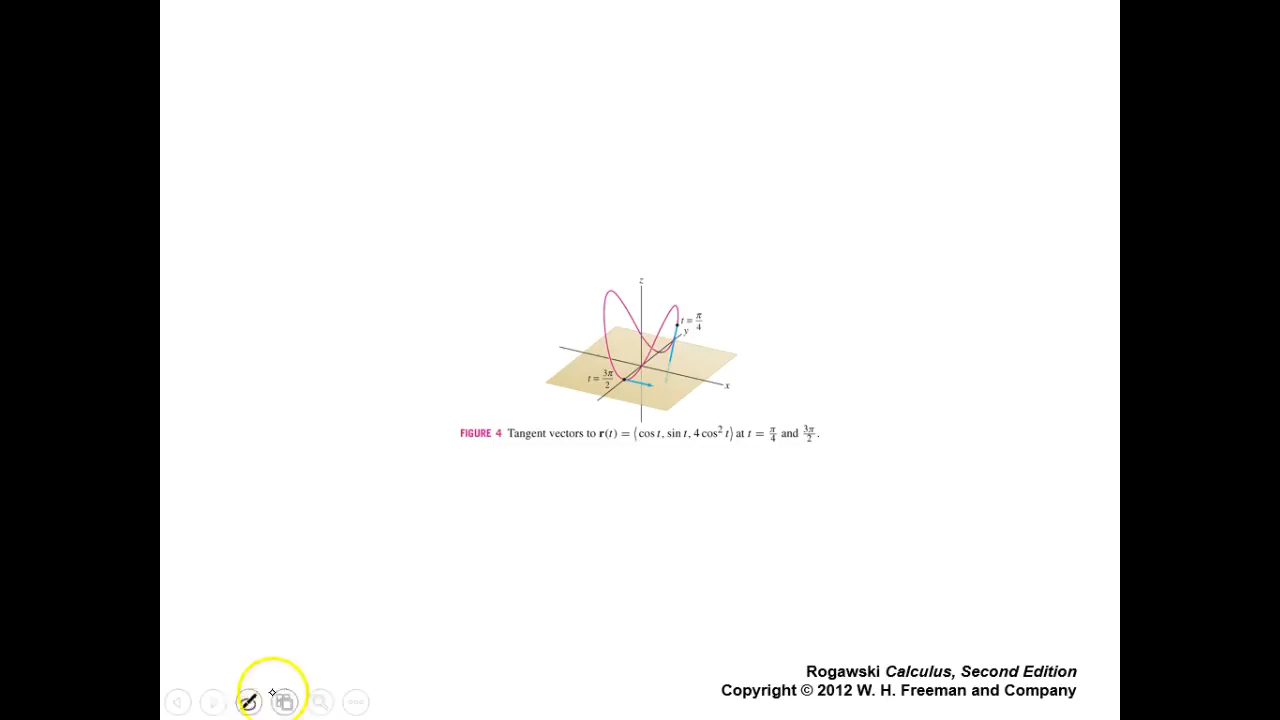 z
t = π/4
y
t = 3π/2
x
FIGURE 4 Tangent vectors to r(t) = ⟨cos t, sin t, 4 cos² t⟩ at t = π/4 and 3π/2.
Rogawski Calculus, Second Edition
Copyright © 2012 W. H. Freeman and Company